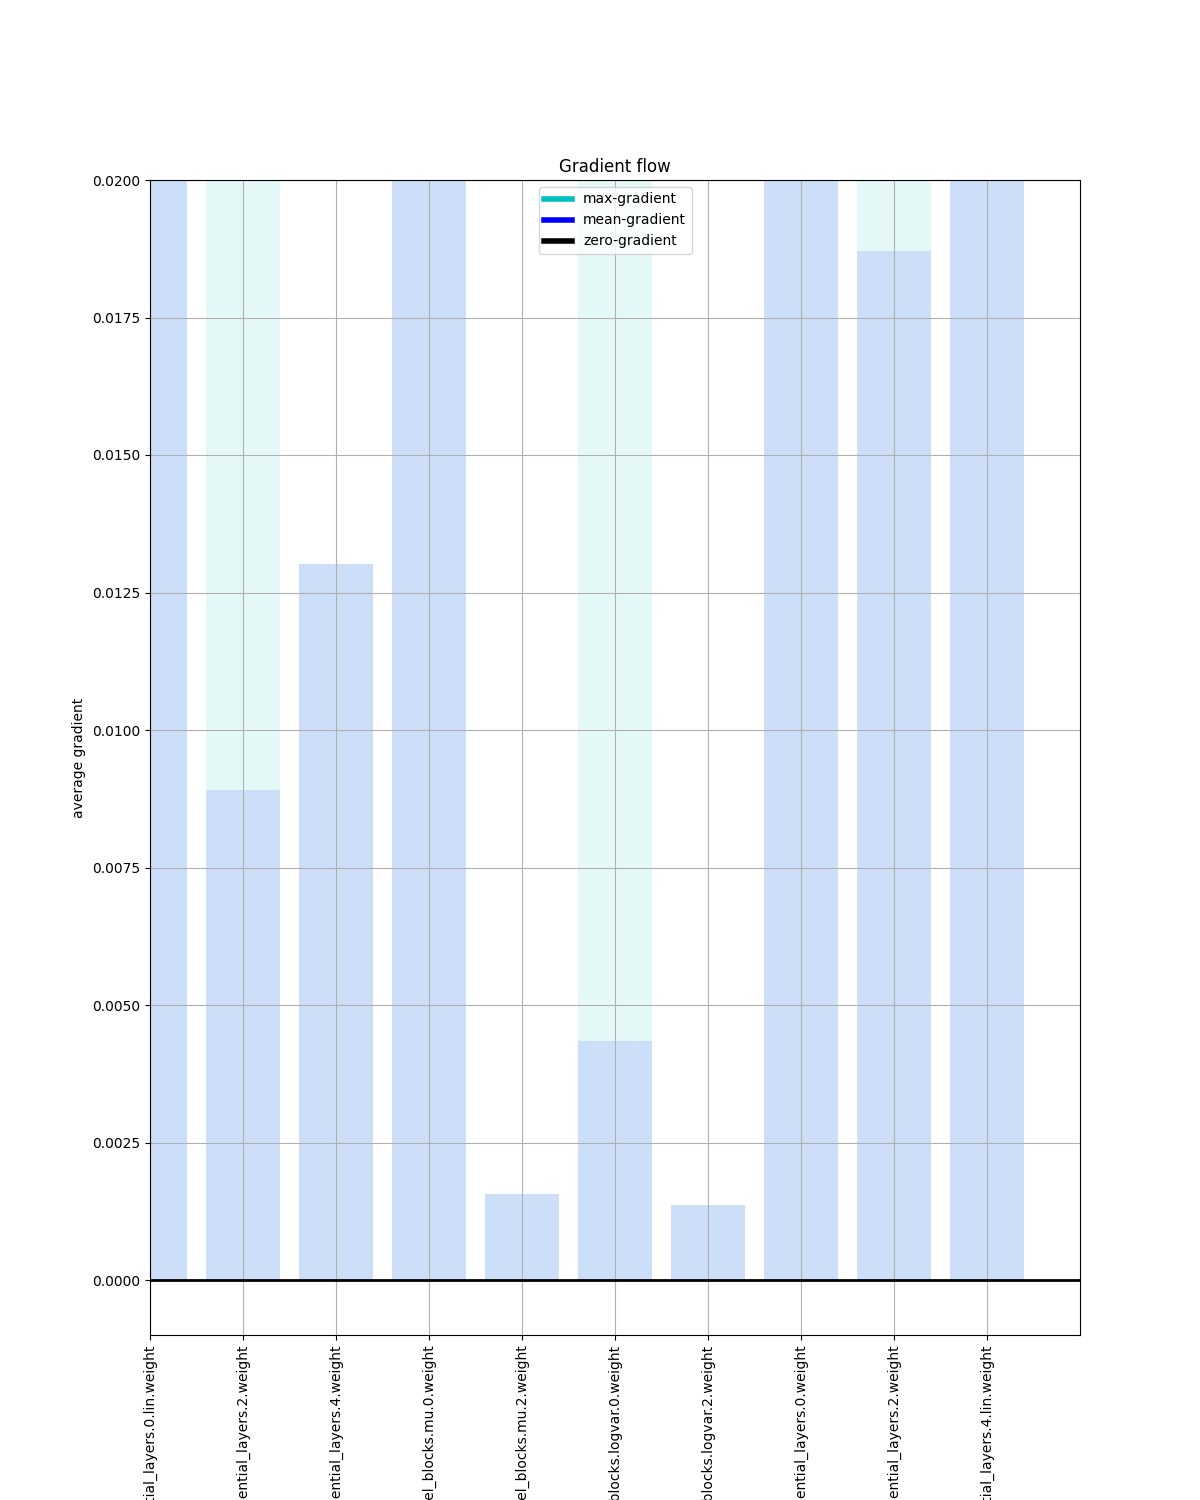 Gradient flow
max-gradient
mean-gradient
zero-gradient
average gradient
0.0200
0.0175
0.0150
0.0125
0.0100
0.0075
0.0050
0.0025
0.0000
tial_layers.0.lin.weight
ential_layers.2.weight
ential_layers.4.weight
el_blocks.mu.0.weight
el_blocks.mu.2.weight
blocks.logvar.0.weight
blocks.logvar.2.weight
ential_layers.0.weight
ential_layers.2.weight
tial_layers.4.lin.weight